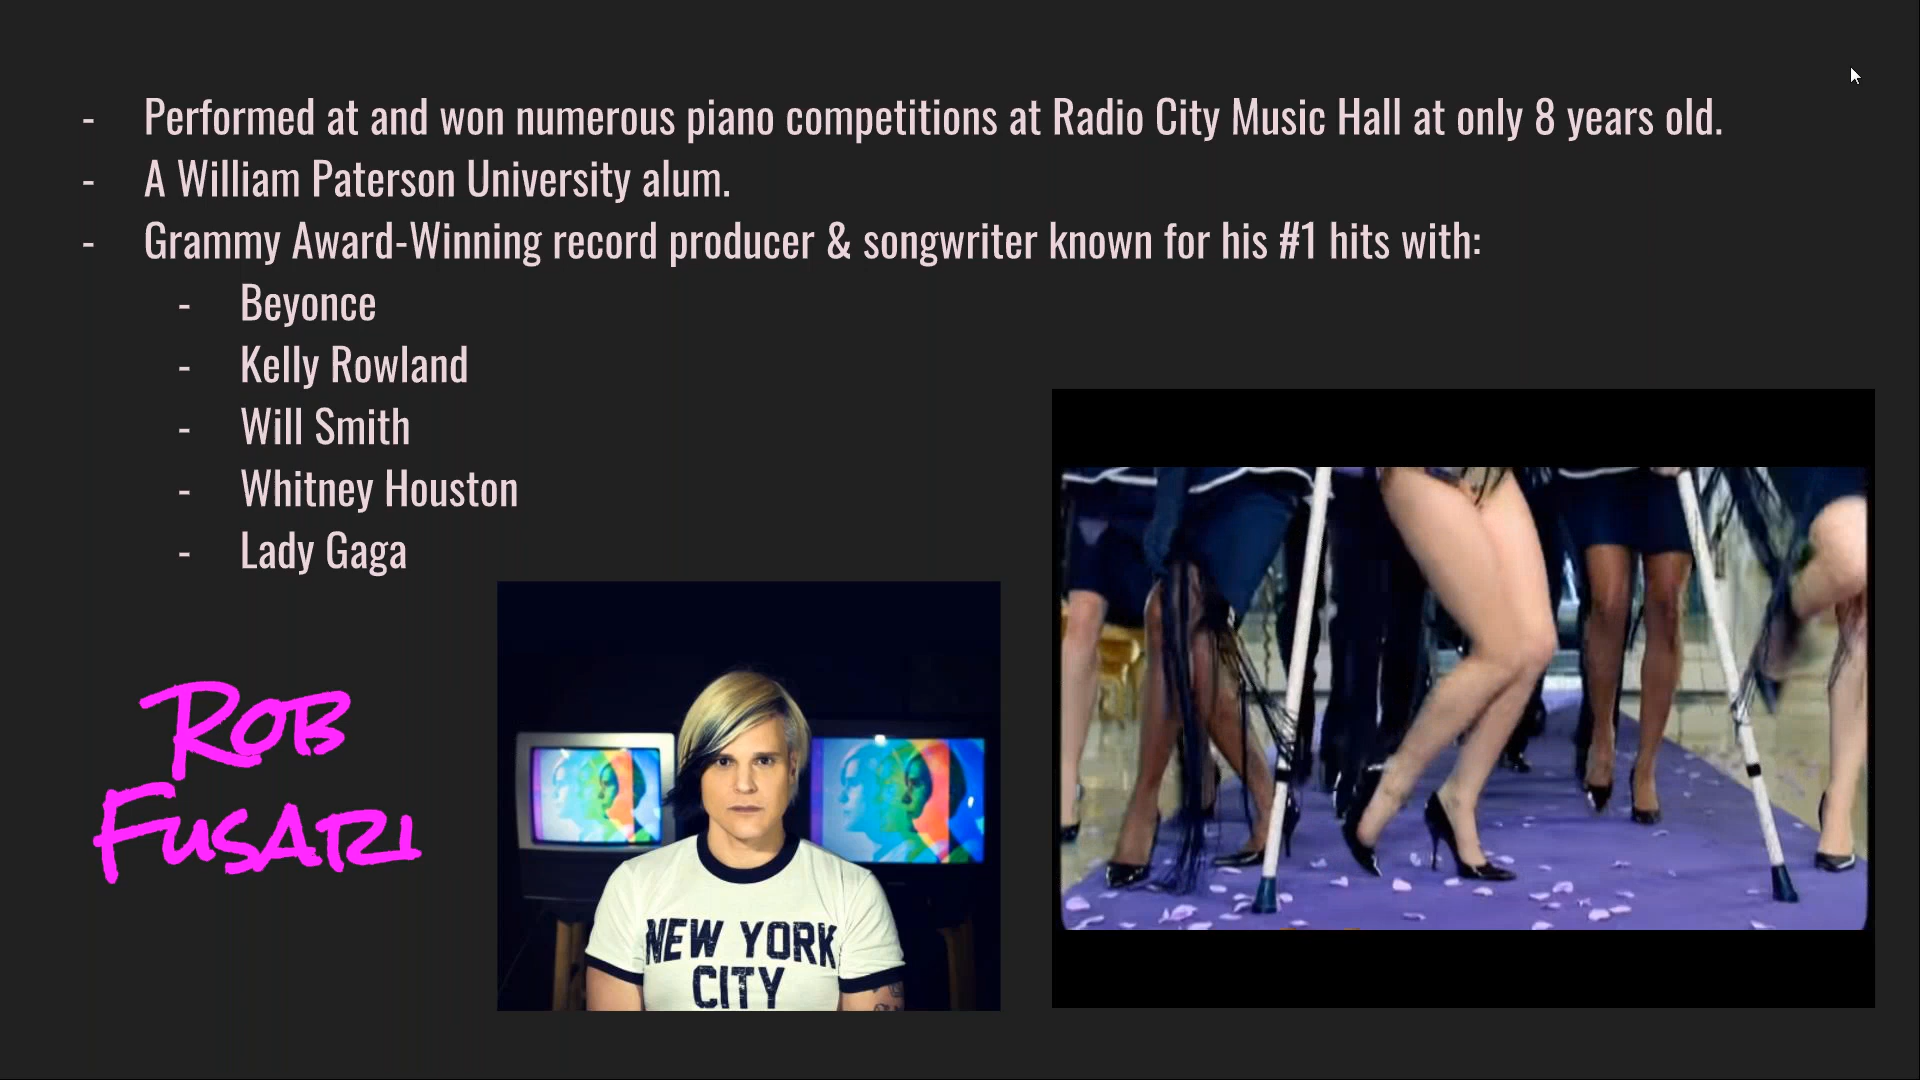 - Performed at and won numerous piano competitions at Radio City Music Hall at only 8 years old.
- A William Paterson University alum.
- Grammy Award-Winning record producer & songwriter known for his #1 hits with:
- Beyonce
- Kelly Rowland
- Will Smith
- Whitney Houston
- Lady Gaga
ROB
FUSARI
NEW YORK
CITY